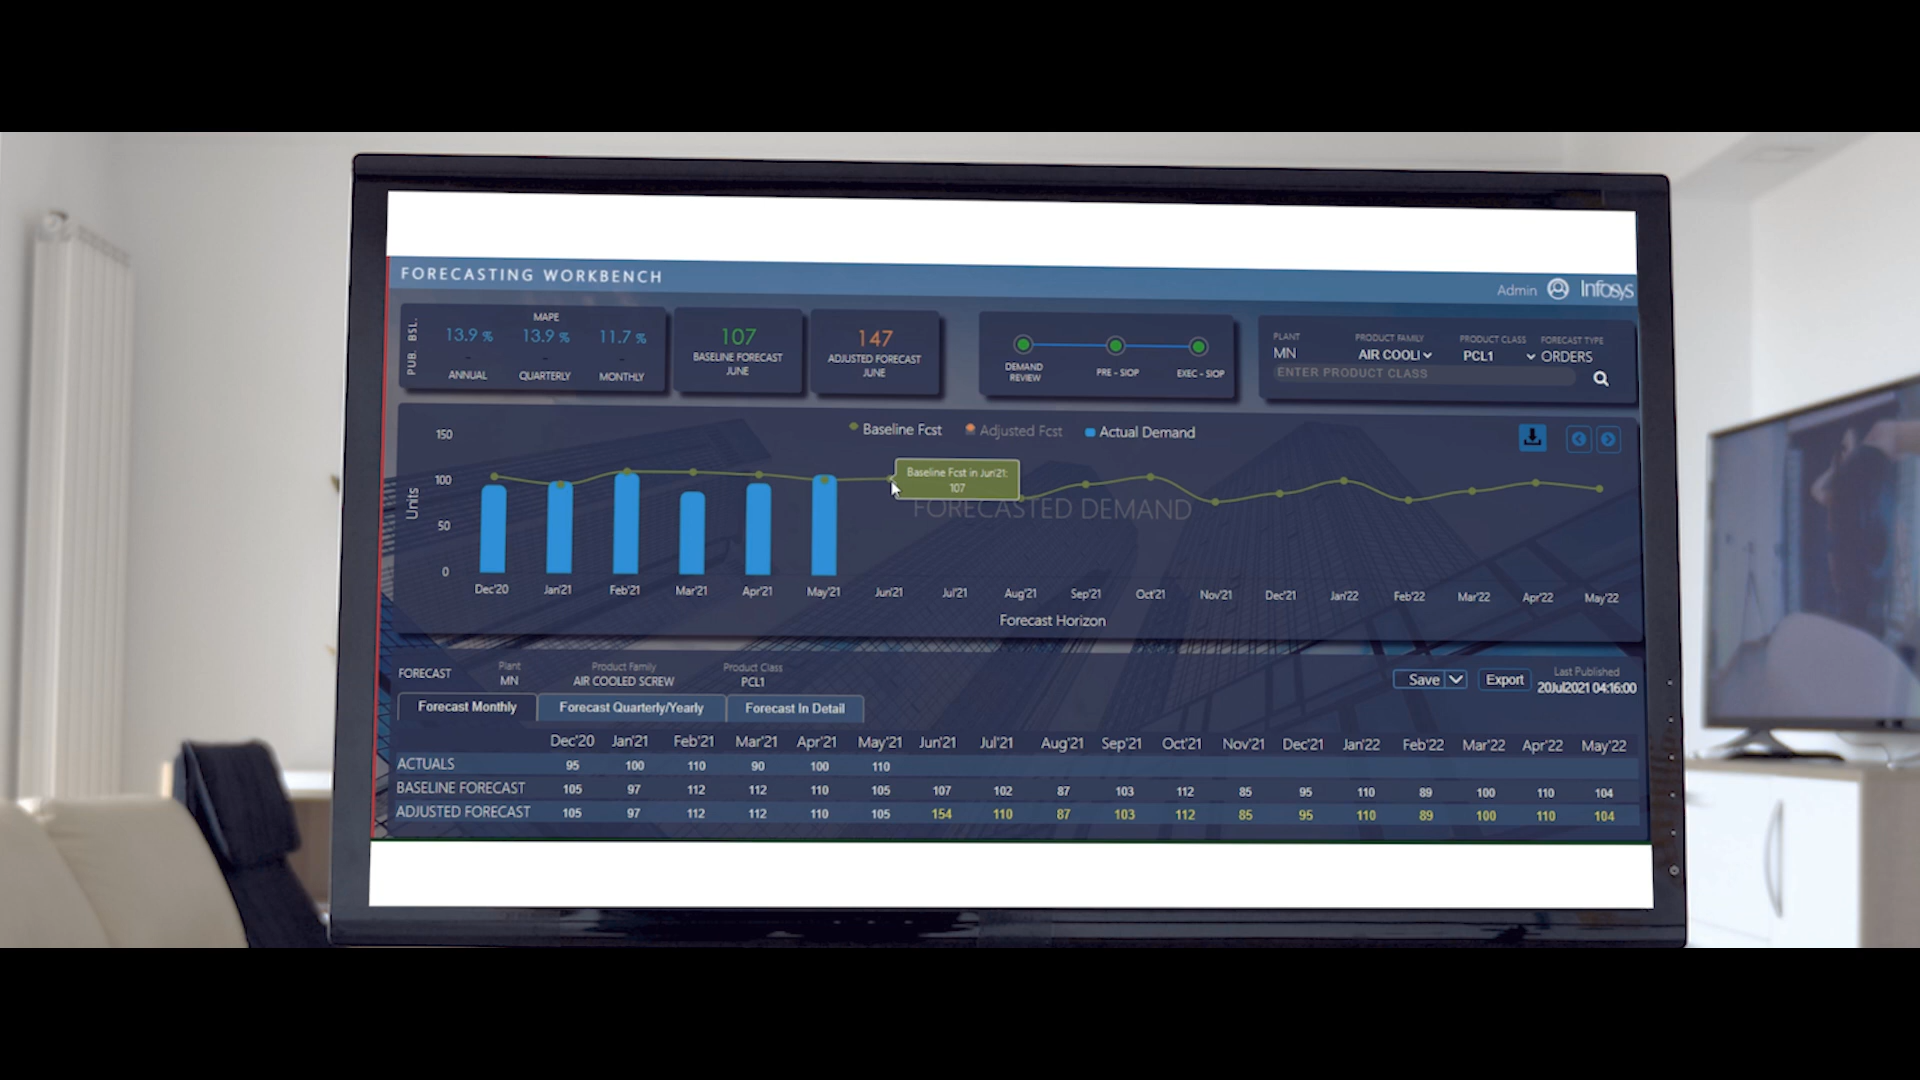 FORECASTING WORKBENCH
Admin Infosys
PUB. BSL.
MAPE
13.9 % 13.9 % 11.7 %
- - -
ANNUAL QUARTERLY MONTHLY
107
BASELINE FORECAST
JUNE
147
ADJUSTED FORECAST
JUNE
DEMAND
REVIEW
PRE - SIOP
EXEC - SIOP
PLANT PRODUCT FAMILY PRODUCT CLASS FORECAST TYPE
MN AIR COOLI PCL1 ORDERS
ENTER PRODUCT CLASS
Baseline Fcst Adjusted Fcst Actual Demand
150
100
50
0
Units
Baseline Fcst in Jun'21:
107
FORECASTED DEMAND
Dec'20 Jan'21 Feb'21 Mar'21 Apr'21 May'21 Jun'21 Jul'21 Aug'21 Sep'21 Oct'21 Nov'21 Dec'21 Jan'22 Feb'22 Mar'22 Apr'22 May'22
Forecast Horizon
FORECAST
Plant Product Family Product Class
MN AIR COOLED SCREW PCL1
Save Export
Last Published
20Jul2021 04:16:00
Forecast Monthly Forecast Quarterly/Yearly Forecast In Detail
Dec'20 Jan'21 Feb'21 Mar'21 Apr'21 May'21 Jun'21 Jul'21 Aug'21 Sep'21 Oct'21 Nov'21 Dec'21 Jan'22 Feb'22 Mar'22 Apr'22 May'22
ACTUALS 95 100 110 90 100 110
BASELINE FORECAST 105 97 112 112 110 105 107 102 87 103 112 85 95 110 89 100 110 104
ADJUSTED FORECAST 105 97 112 112 110 105 154 110 87 103 112 85 95 110 89 100 110 104